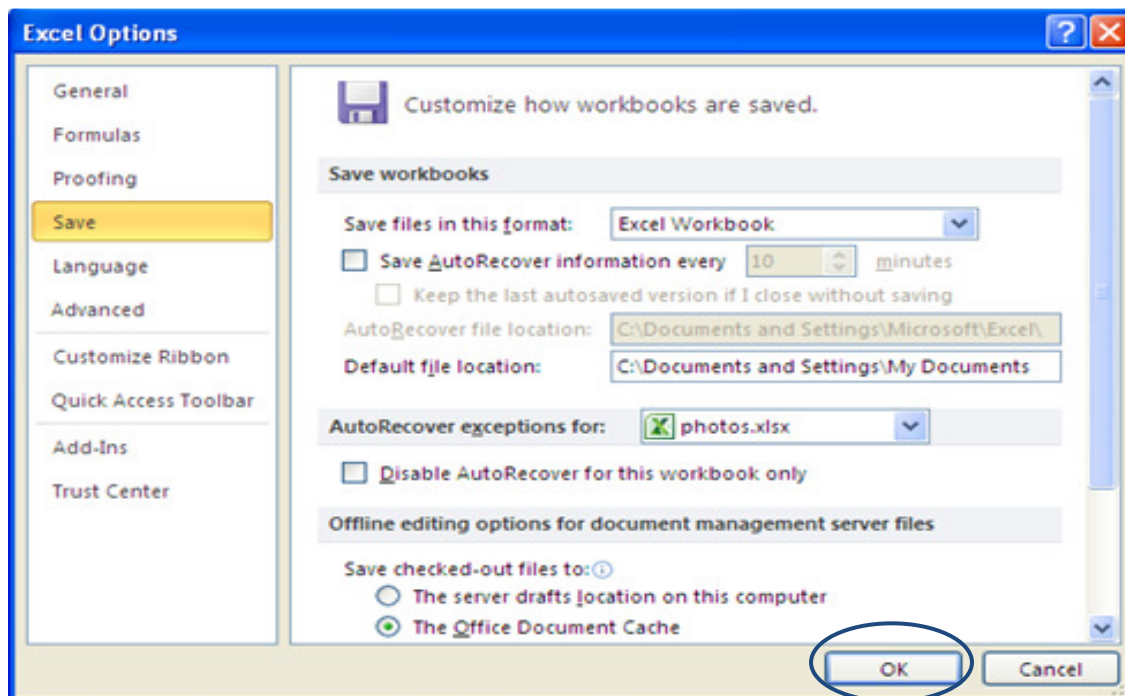 Excel Options
General
Formulas
Proofing
Save
Language
Advanced
Customize Ribbon
Quick Access Toolbar
Add-Ins
Trust Center
Customize how workbooks are saved.
Save workbooks
Save files in this format: Excel Workbook
Save AutoRecover information every 10 minutes
Keep the last autosaved version if I close without saving
AutoRecover file location: C:\Documents and Settings\Microsoft\Excel\
Default file location: C:\Documents and Settings\My Documents
AutoRecover exceptions for: photos.xlsx
Disable AutoRecover for this workbook only
Offline editing options for document management server files
Save checked-out files to:
The server drafts location on this computer
The Office Document Cache
OK Cancel